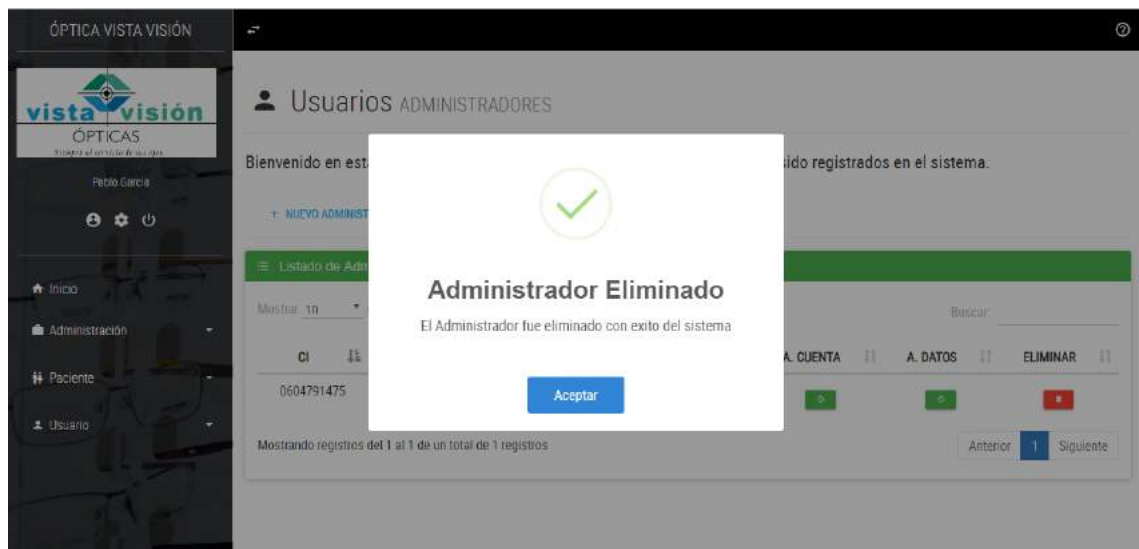 ÓPTICA VISTA VISIÓN
vista visión
ÓPTICAS
Pablo Garcia
Inicio
Administración
Paciente
Usuario
Usuarios ADMINISTRADORES
Bienvenido en est
sido registrados en el sistema.
+ NUEVO ADMINIST
Listado de Adm
Mostrar 10
Buscar:
CI A. CUENTA A. DATOS ELIMINAR
0604791475
Mostrando registros del 1 al 1 de un total de 1 registros
Anterior 1 Siguiente
Administrador Eliminado
El Administrador fue eliminado con exito del sistema
Aceptar